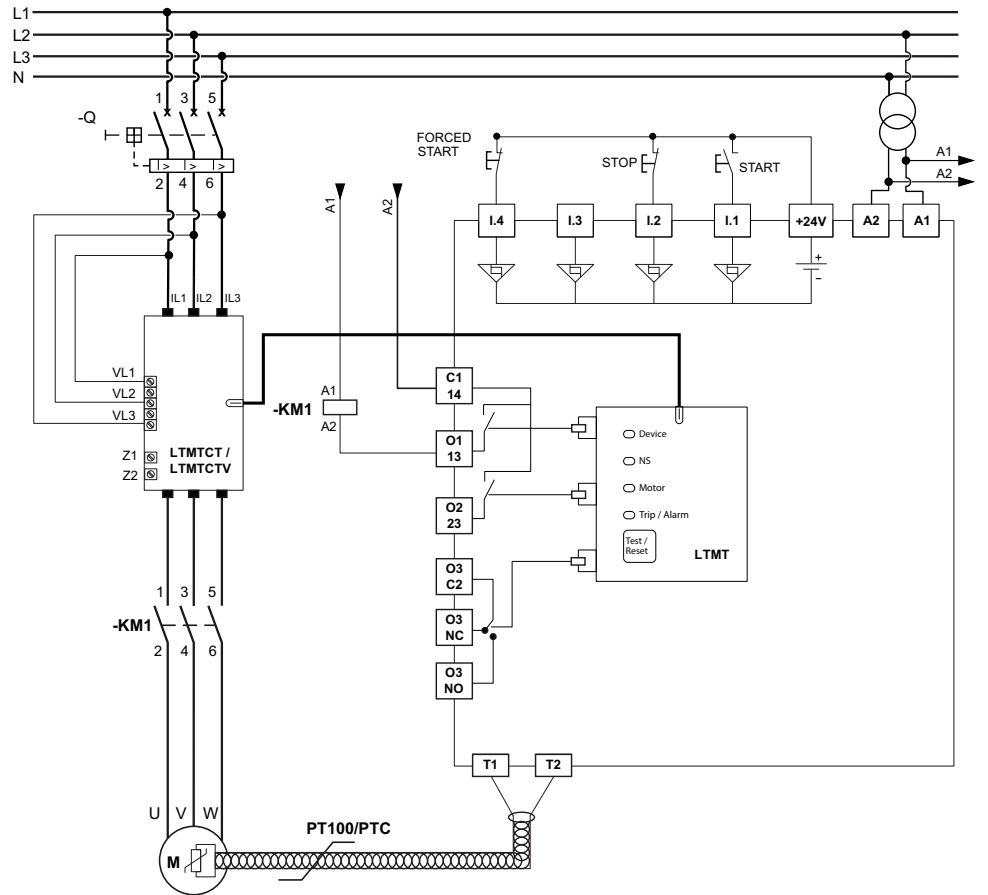 L1
L2
L3
N
1 3 5
-Q
> > >
2 4 6
FORCED START
STOP
START
A1
A2
A1
A2
I.4
I.3
I.2
I.1
+24V
A2
A1
+
−
IL1
IL2
IL3
VL1
VL2
VL3
Z1
Z2
LTMTCT /
LTMTCTV
-KM1
A1
A2
C1
14
O1
13
O2
23
O3
C2
O3
NC
O3
NO
Device
NS
Motor
Trip / Alarm
Test /
Reset
LTMT
1 3 5
-KM1
2 4 6
T1
T2
U V W
M
PT100/PTC